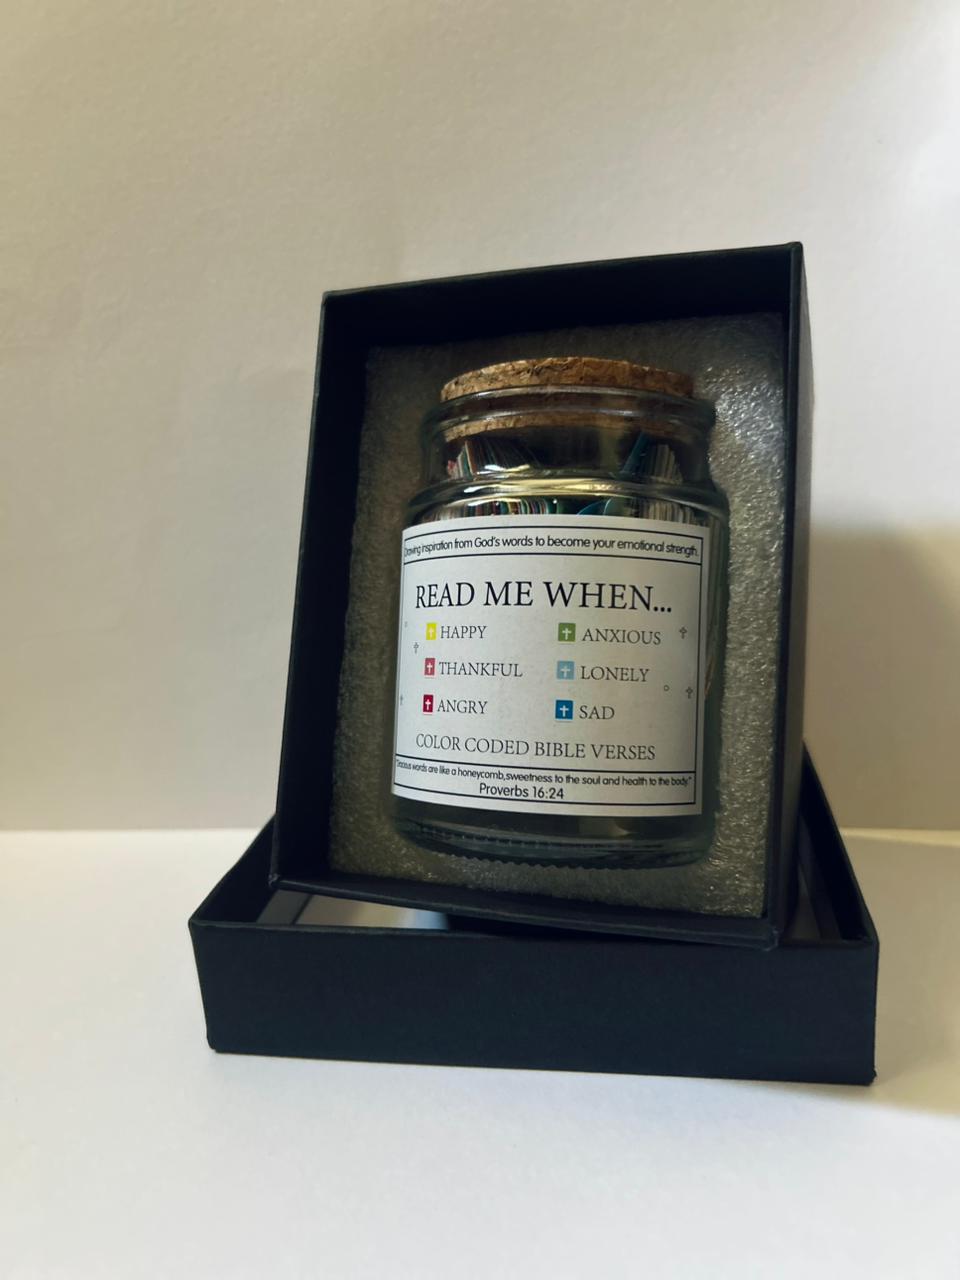 Drawing inspiration from God's words to become your emotional strength.
READ ME WHEN...
HAPPY
ANXIOUS
THANKFUL
LONELY
ANGRY
SAD
COLOR CODED BIBLE VERSES
"Gracious words are like a honeycomb,sweetness to the soul and health to the body."
Proverbs 16:24